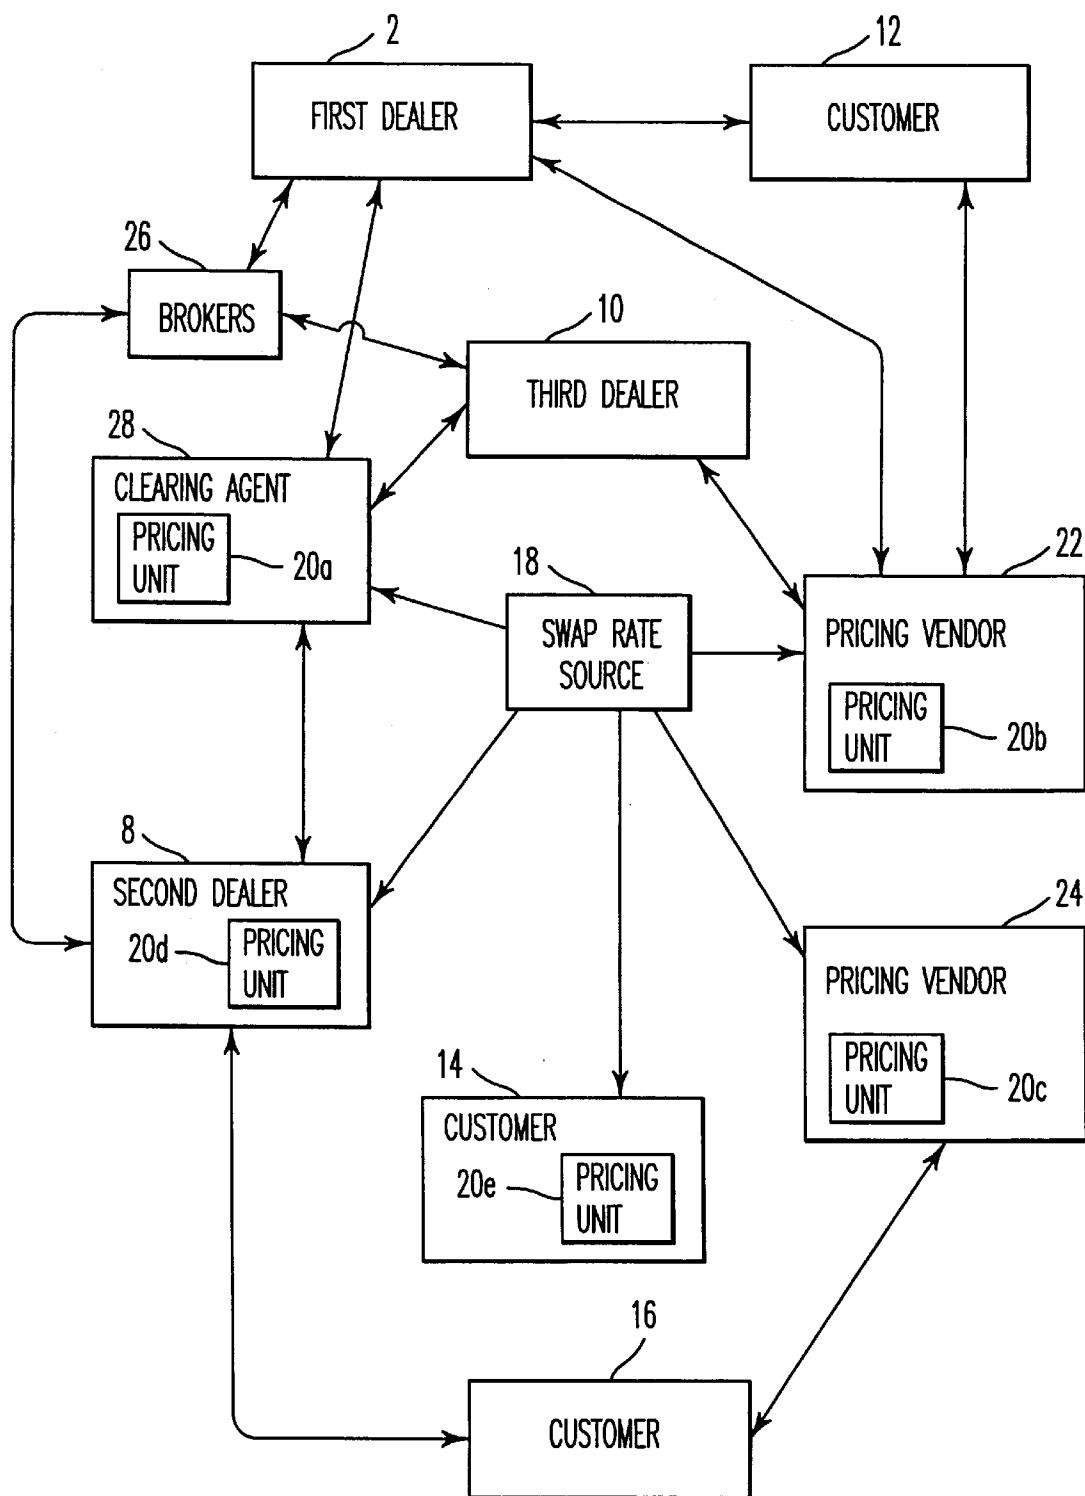 2
12
FIRST DEALER
CUSTOMER
26
BROKERS
10
THIRD DEALER
28
CLEARING AGENT
PRICING
UNIT
20a
18
SWAP RATE
SOURCE
22
PRICING VENDOR
PRICING
UNIT
20b
8
SECOND DEALER
20d
PRICING
UNIT
24
PRICING VENDOR
PRICING
UNIT
20c
14
CUSTOMER
20e
PRICING
UNIT
16
CUSTOMER